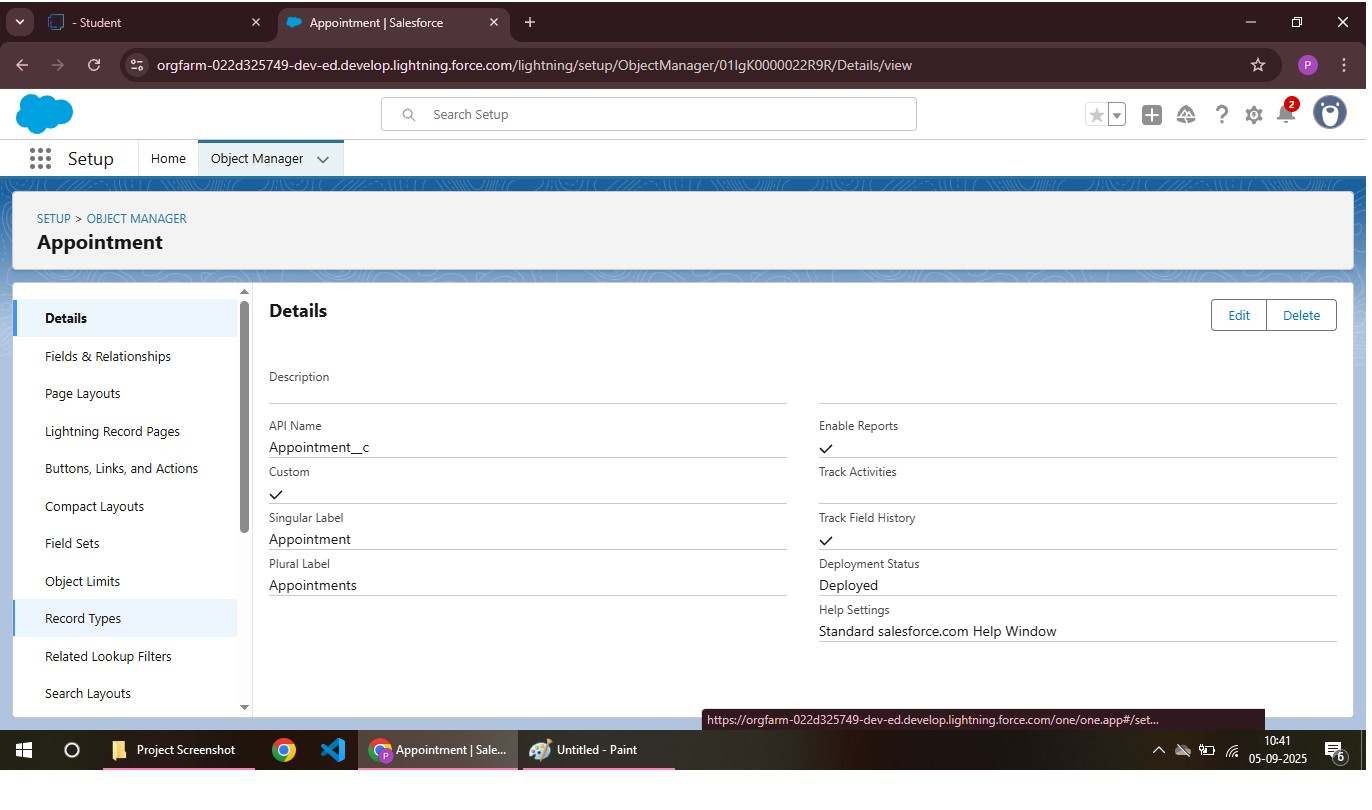 - Student
Appointment | Salesforce
orgfarm-022d325749-dev-ed.develop.lightning.force.com/lightning/setup/ObjectManager/01IgK0000022R9R/Details/view
P
Search Setup
2
Setup
Home
Object Manager
SETUP > OBJECT MANAGER
Appointment
Details
Fields & Relationships
Page Layouts
Lightning Record Pages
Buttons, Links, and Actions
Compact Layouts
Field Sets
Object Limits
Record Types
Related Lookup Filters
Search Layouts
Details
Edit
Delete
Description
API Name
Appointment__c
Custom
Singular Label
Appointment
Plural Label
Appointments
Enable Reports
Track Activities
Track Field History
Deployment Status
Deployed
Help Settings
Standard salesforce.com Help Window
https://orgfarm-022d325749-dev-ed.develop.lightning.force.com/one/one.app#/set...
Project Screenshot
P
Appointment | Sale...
Untitled - Paint
10:41
05-09-2025
6